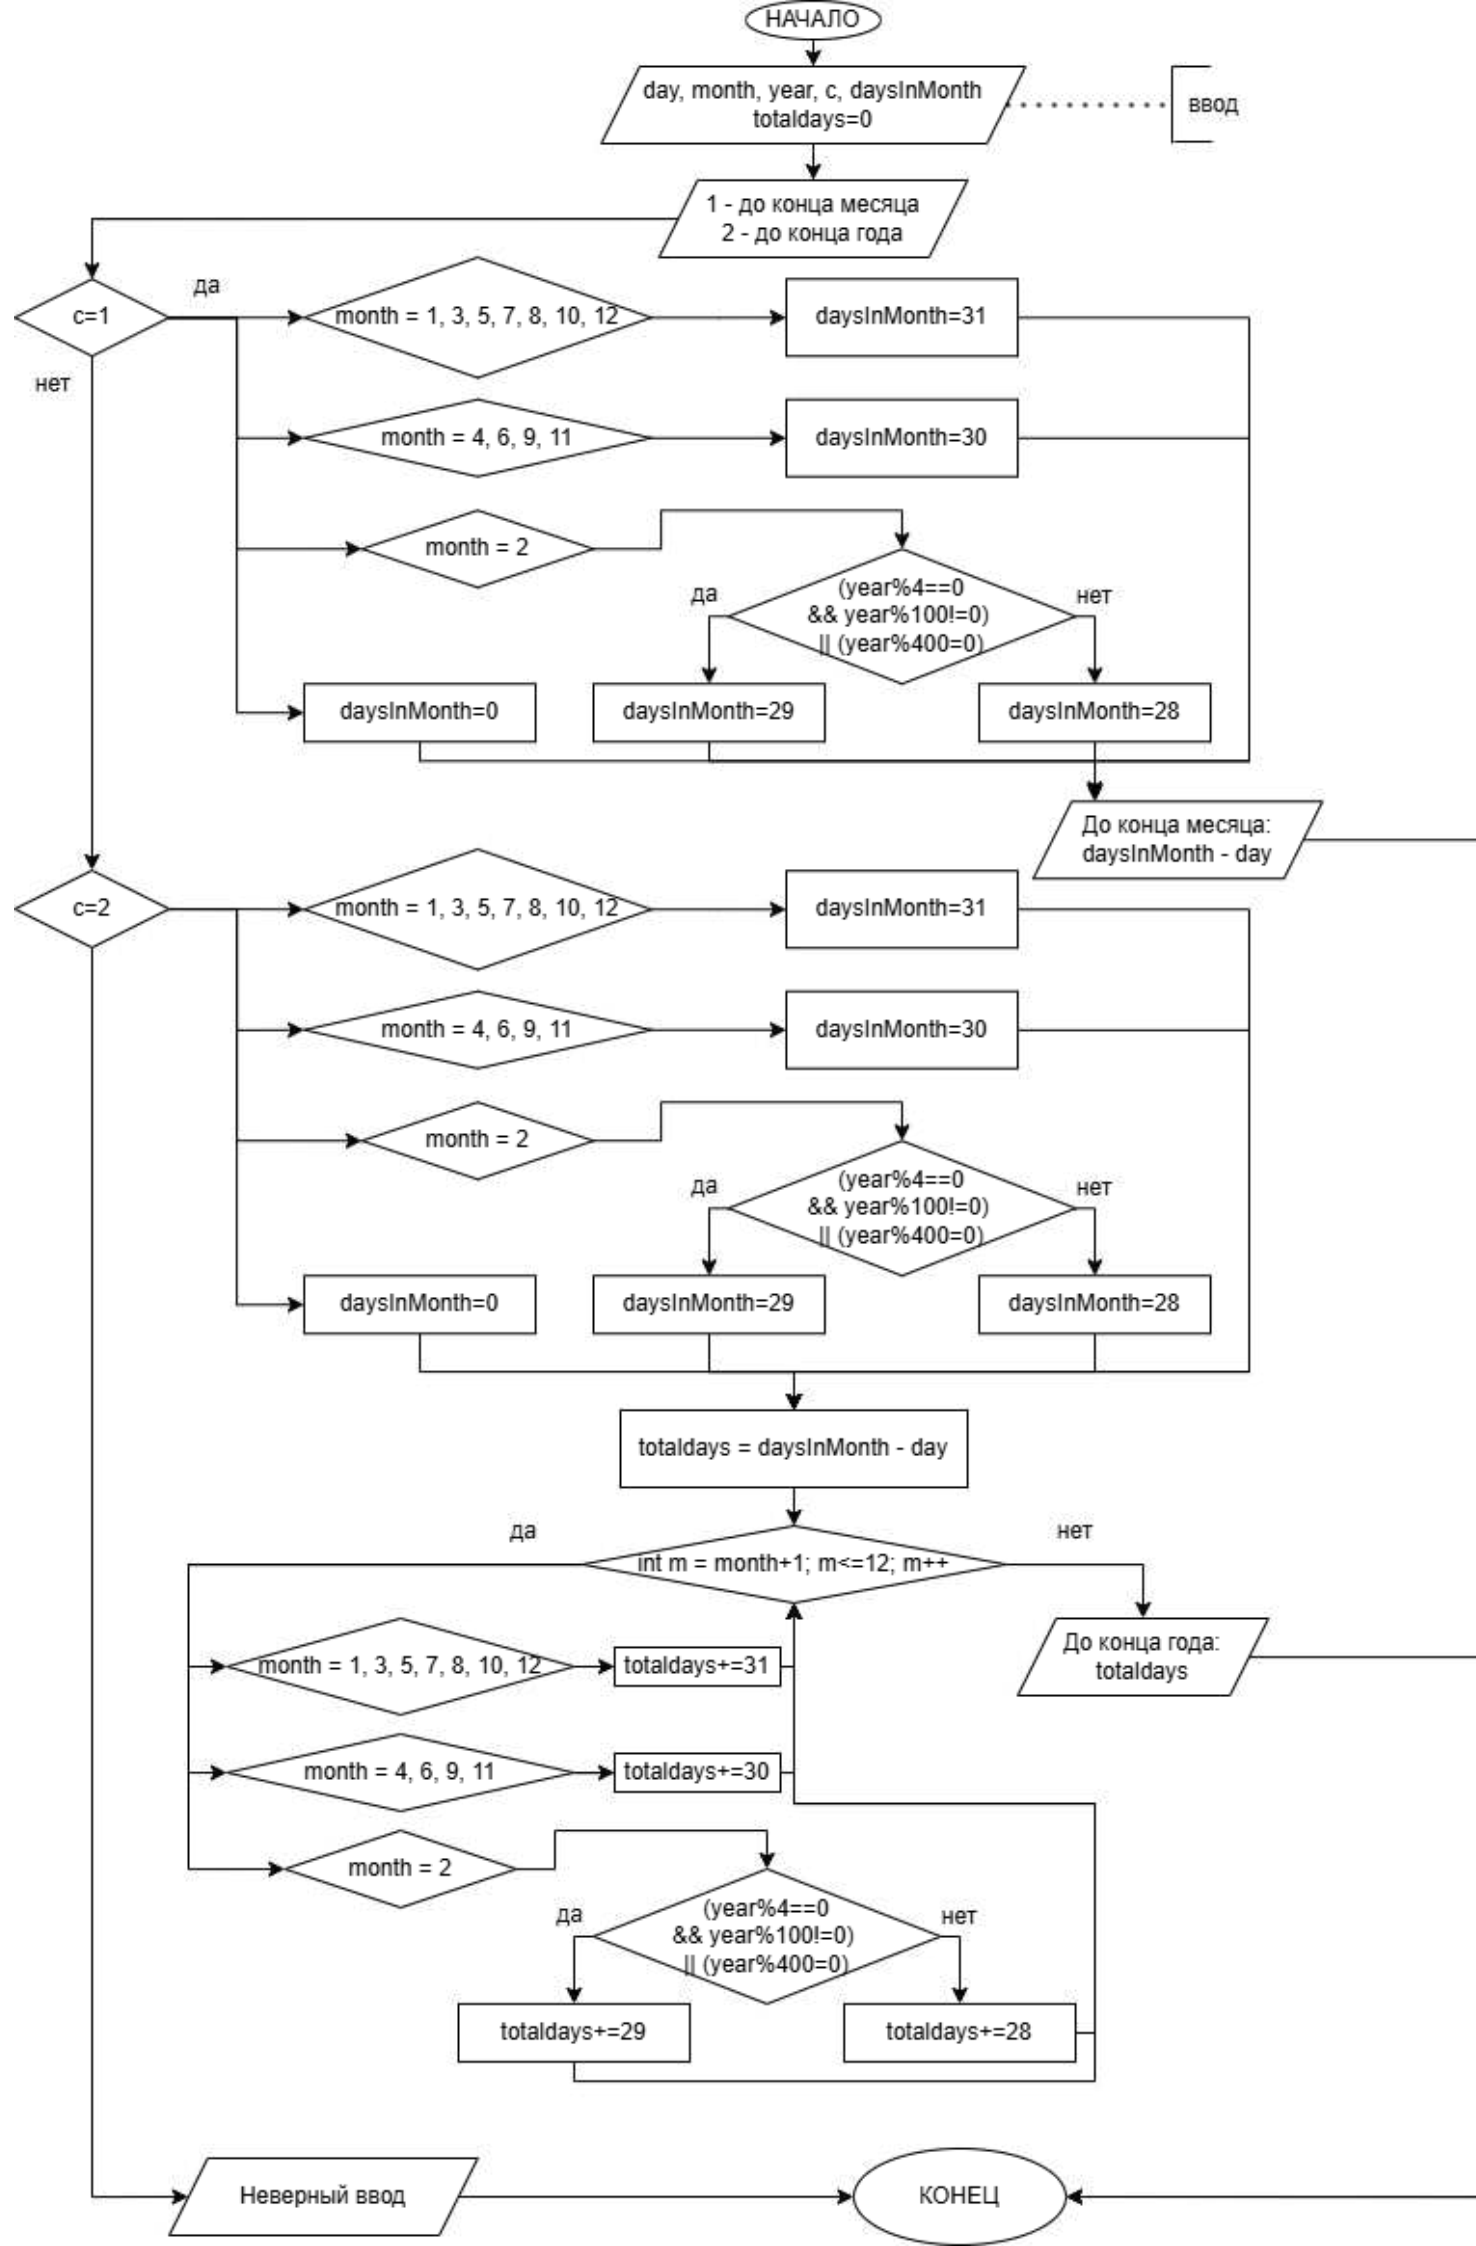 НАЧАЛО
day, month, year, c, daysInMonth
totaldays=0
ввод
1 - до конца месяца
2 - до конца года
c=1
да
нет
month = 1, 3, 5, 7, 8, 10, 12
daysInMonth=31
month = 4, 6, 9, 11
daysInMonth=30
month = 2
(year%4==0
&& year%100!=0)
|| (year%400=0)
да
нет
daysInMonth=0
daysInMonth=29
daysInMonth=28
До конца месяца:
daysInMonth - day
c=2
month = 1, 3, 5, 7, 8, 10, 12
daysInMonth=31
month = 4, 6, 9, 11
daysInMonth=30
month = 2
(year%4==0
&& year%100!=0)
|| (year%400=0)
да
нет
daysInMonth=0
daysInMonth=29
daysInMonth=28
totaldays = daysInMonth - day
да
нет
int m = month+1; m<=12; m++
До конца года:
totaldays
month = 1, 3, 5, 7, 8, 10, 12
totaldays+=31
month = 4, 6, 9, 11
totaldays+=30
month = 2
(year%4==0
&& year%100!=0)
|| (year%400=0)
да
нет
totaldays+=29
totaldays+=28
Неверный ввод
КОНЕЦ